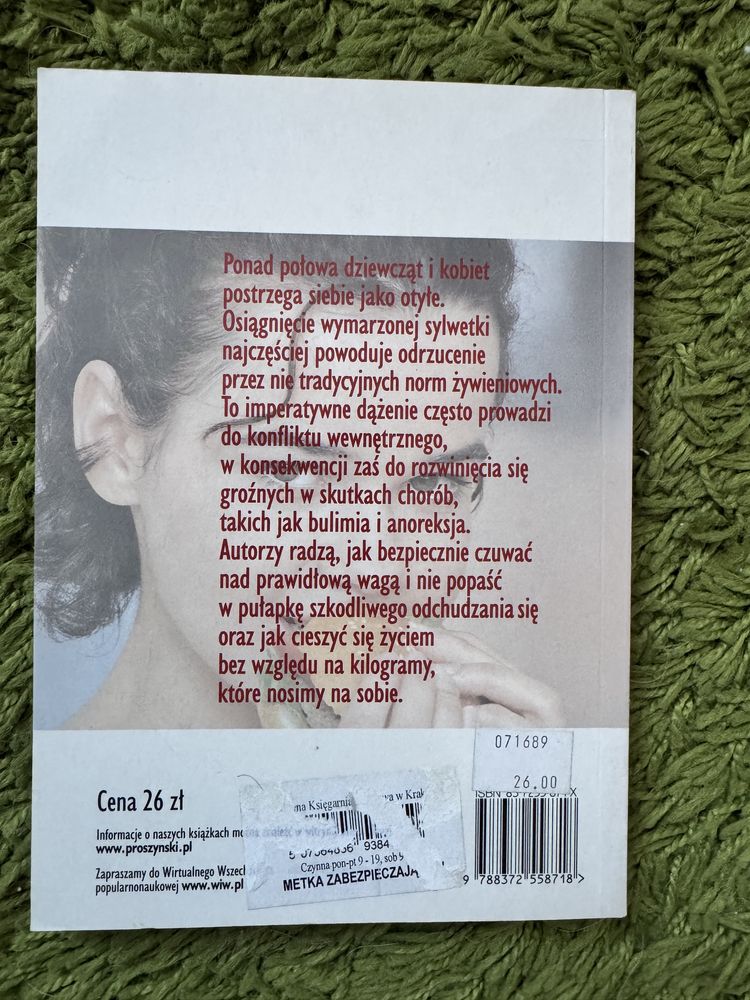 Ponad połowa dziewcząt i kobiet
postrzega siebie jako otyłe.
Osiągnięcie wymarzonej sylwetki
najczęściej powoduje odrzucenie
przez nie tradycyjnych norm żywieniowych.
To imperatywne dążenie często prowadzi
do konfliktu wewnętrznego,
w konsekwencji zaś do rozwinięcia się
groźnych w skutkach chorób,
takich jak bulimia i anoreksja.
Autorzy radzą, jak bezpiecznie czuwać
nad prawidłową wagą i nie popaść
w pułapkę szkodliwego odchudzania się
oraz jak cieszyć się życiem
bez względu na kilogramy,
które nosimy na sobie.
071689
26.00
Cena 26 zł
Informacje o naszych książkach
www.proszynski.pl
Zapraszamy do Wirtualnego
popularnonaukowej www.wiw.pl
Księgarnia w
9384
Czynna pon-pt 9 - 19, sob 9
METKA
ISBN
9 788372 558718 >